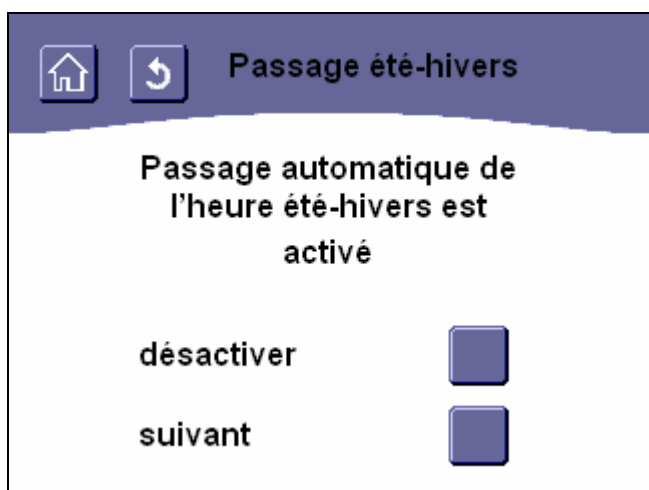 Passage été-hivers
Passage automatique de
l'heure été-hivers est
activé
désactiver
suivant